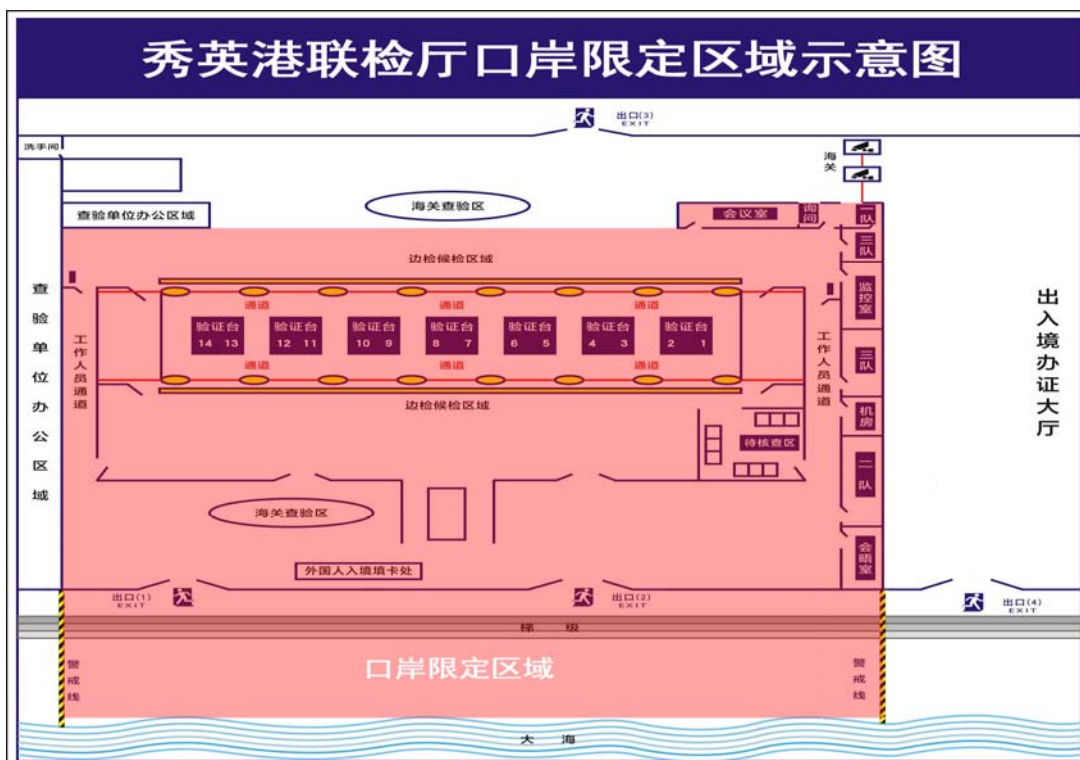 秀英港联检厅口岸限定区域示意图
出口(3)
EXIT
洗手间
海关
查验单位办公区域
海关查验区
会议室
询问
一队
三队
边检候检区域
监控室
通道
通道
通道
验证台
14 13
验证台
12 11
验证台
10 9
验证台
8 7
验证台
6 5
验证台
4 3
验证台
2 1
通道
通道
通道
边检候检区域
查验单位办公区域
工作人员通道
工作人员通道
三队
机房
待核查区
二队
出入境办证大厅
海关查验区
外国人入境填卡处
会晤室
出口(1)
EXIT
出口(2)
EXIT
出口(4)
EXIT
梯 级
警戒线
口岸限定区域
警戒线
大 海